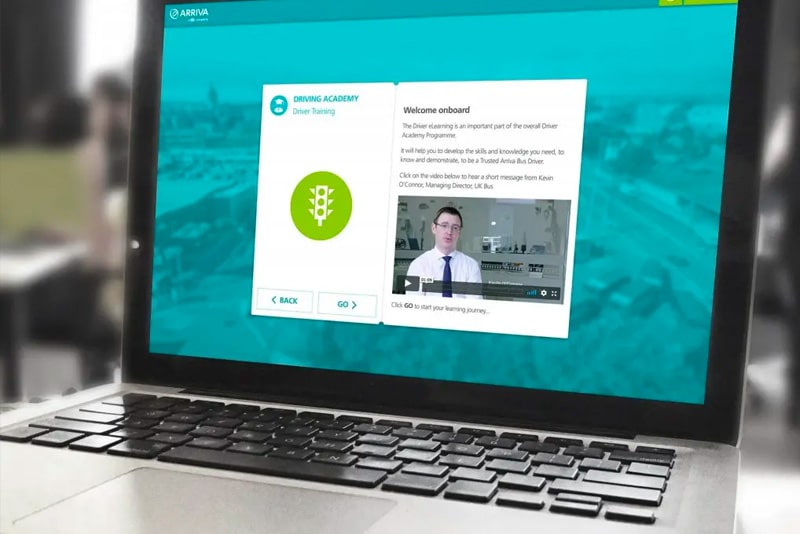 ARRIVA
DRIVING ACADEMY
Driver Training
BACK
GO
Welcome onboard
The Driver eLearning is an important part of the overall Driver
Academy Programme.
It will help you to develop the skills and knowledge you need, to
know and demonstrate, to be a Trusted Arriva Bus Driver.
Click on the video below to hear a short message from Kevin
O'Connor, Managing Director, UK Bus
Click GO to start your learning journey...